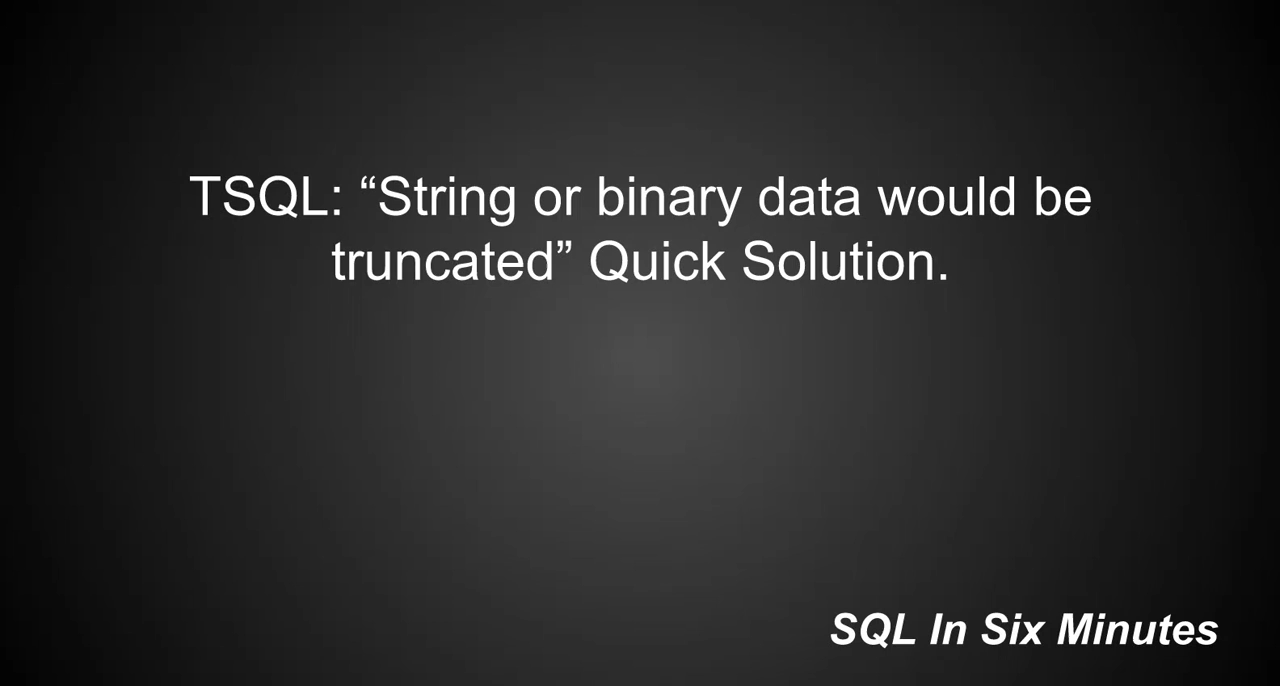 TSQL: “String or binary data would be
truncated” Quick Solution.
SQL In Six Minutes